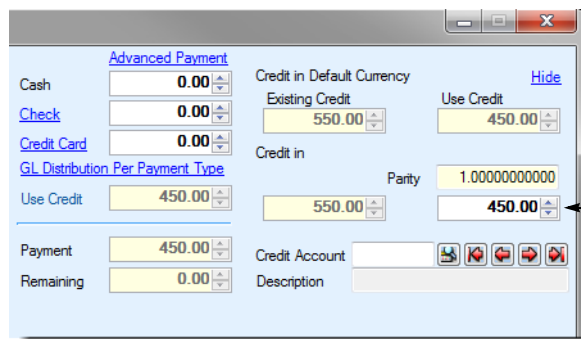 Advanced Payment
Cash 0.00
Check 0.00
Credit Card 0.00
GL Distribution Per Payment Type
Use Credit 450.00
Payment 450.00
Remaining 0.00
Credit in Default Currency Hide
Existing Credit Use Credit
550.00 450.00
Credit in
Parity 1.00000000000
550.00 450.00
Credit Account
Description